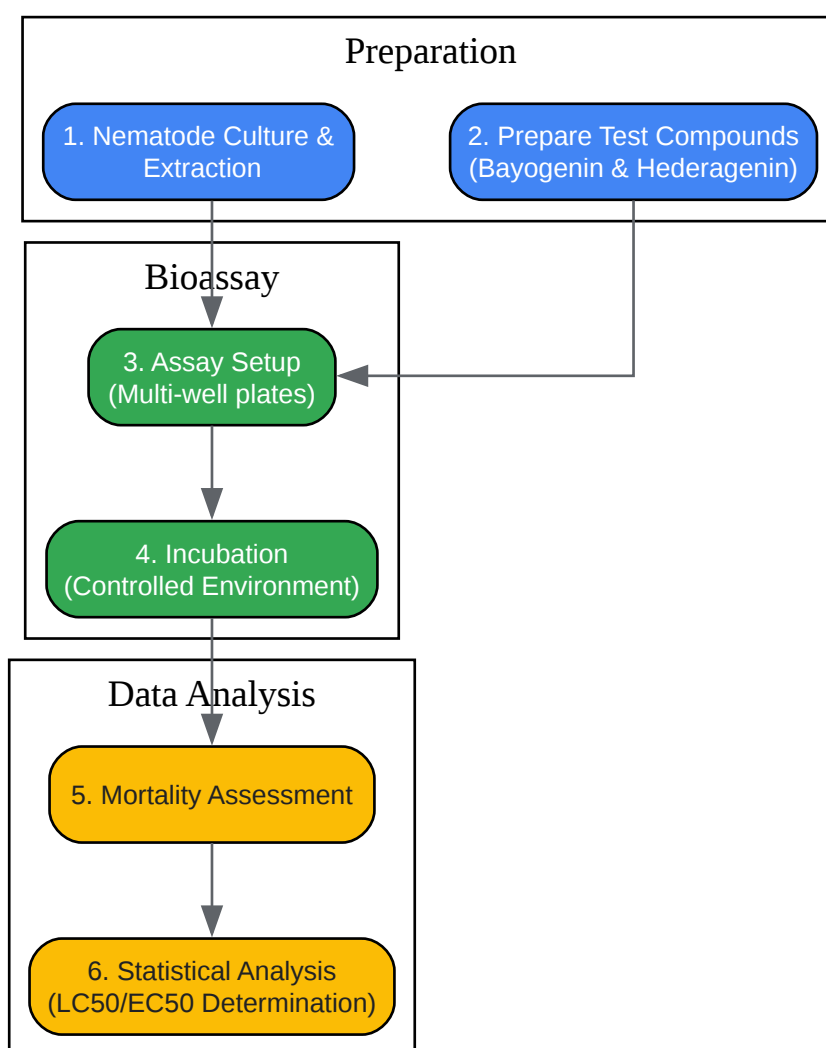 Preparation
1. Nematode Culture &
Extraction
2. Prepare Test Compounds
(Bayogenin & Hederagenin)
Bioassay
3. Assay Setup
(Multi-well plates)
4. Incubation
(Controlled Environment)
Data Analysis
5. Mortality Assessment
6. Statistical Analysis
(LC50/EC50 Determination)